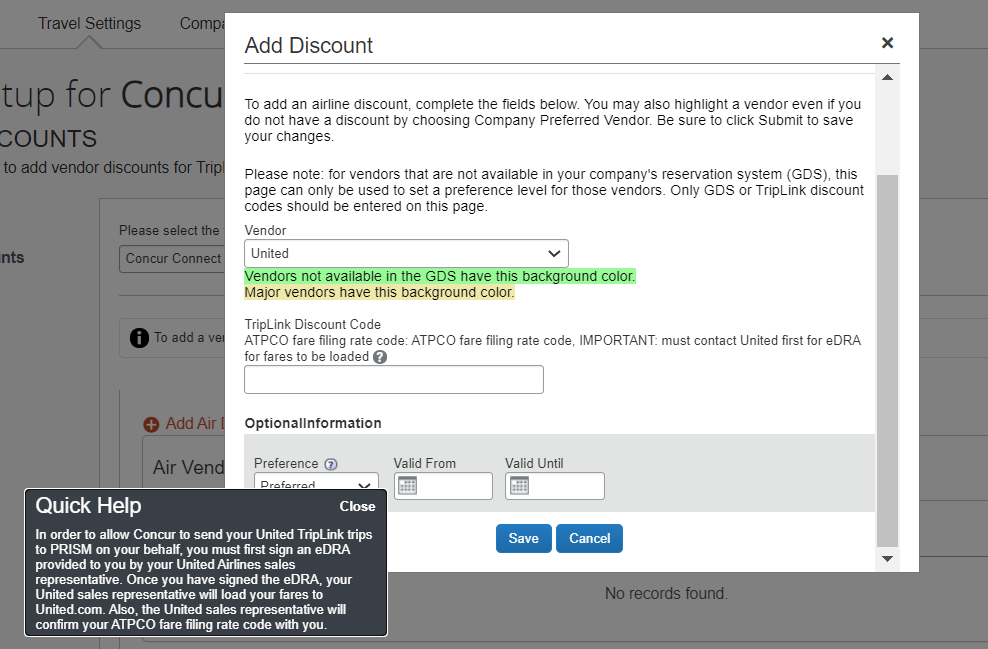 Travel Settings
Compa
Add Discount
×
tup for Concu
COUNTS
to add vendor discounts for Tripl
To add an airline discount, complete the fields below. You may also highlight a vendor even if you
do not have a discount by choosing Company Preferred Vendor. Be sure to click Submit to save
your changes.
Please note: for vendors that are not available in your company's reservation system (GDS), this
page can only be used to set a preference level for those vendors. Only GDS or TripLink discount
codes should be entered on this page.
nts
Please select the
Concur Connect
Vendor
United
Vendors not available in the GDS have this background color.
Major vendors have this background color.
To add a ve
TripLink Discount Code
ATPCO fare filing rate code: ATPCO fare filing rate code, IMPORTANT: must contact United first for eDRA
for fares to be loaded ?
Add Air D
Air Vend
OptionalInformation
Preference ?
Valid From
Valid Until
Preferred
Save
Cancel
Quick Help
Close
In order to allow Concur to send your United TripLink trips
to PRISM on your behalf, you must first sign an eDRA
provided to you by your United Airlines sales
representative. Once you have signed the eDRA, your
United sales representative will load your fares to
United.com. Also, the United sales representative will
confirm your ATPCO fare filing rate code with you.
No records found.